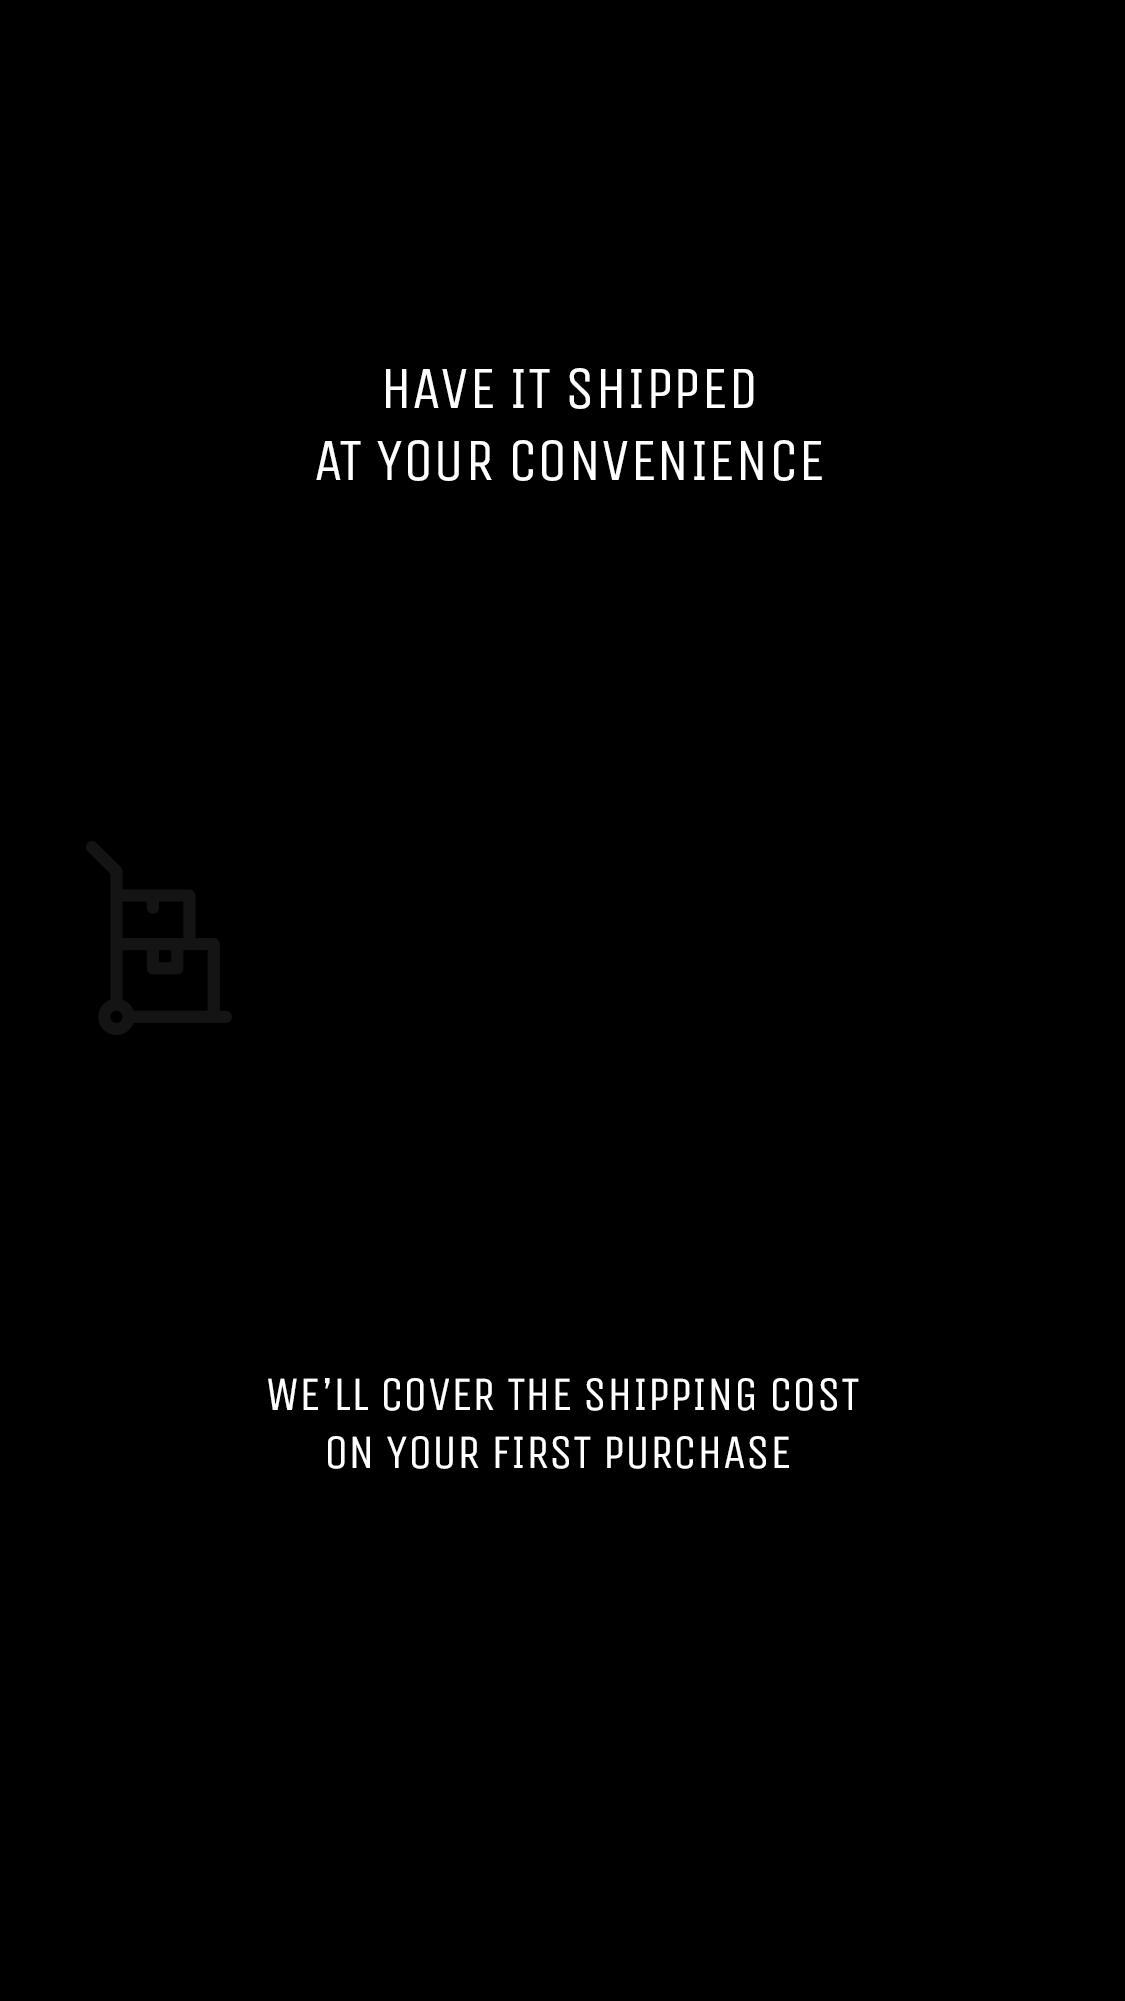 HAVE IT SHIPPED
AT YOUR CONVENIENCE
WE’LL COVER THE SHIPPING COST
ON YOUR FIRST PURCHASE